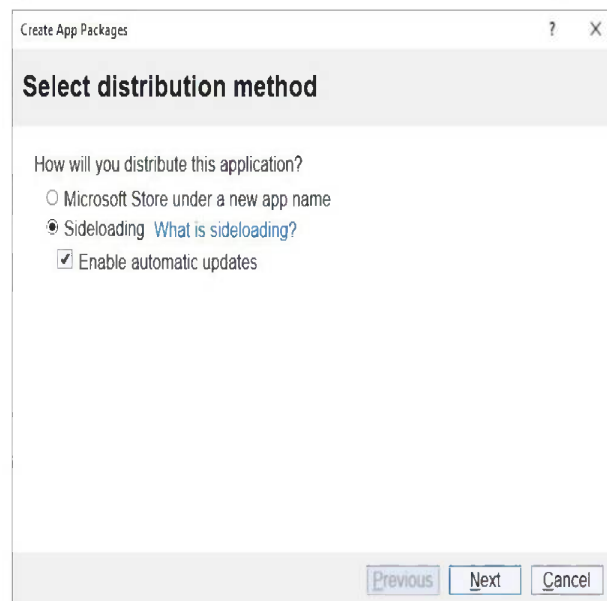 Create App Packages ? X
Select distribution method
How will you distribute this application?
Microsoft Store under a new app name
Sideloading What is sideloading?
Enable automatic updates
Previous Next Cancel